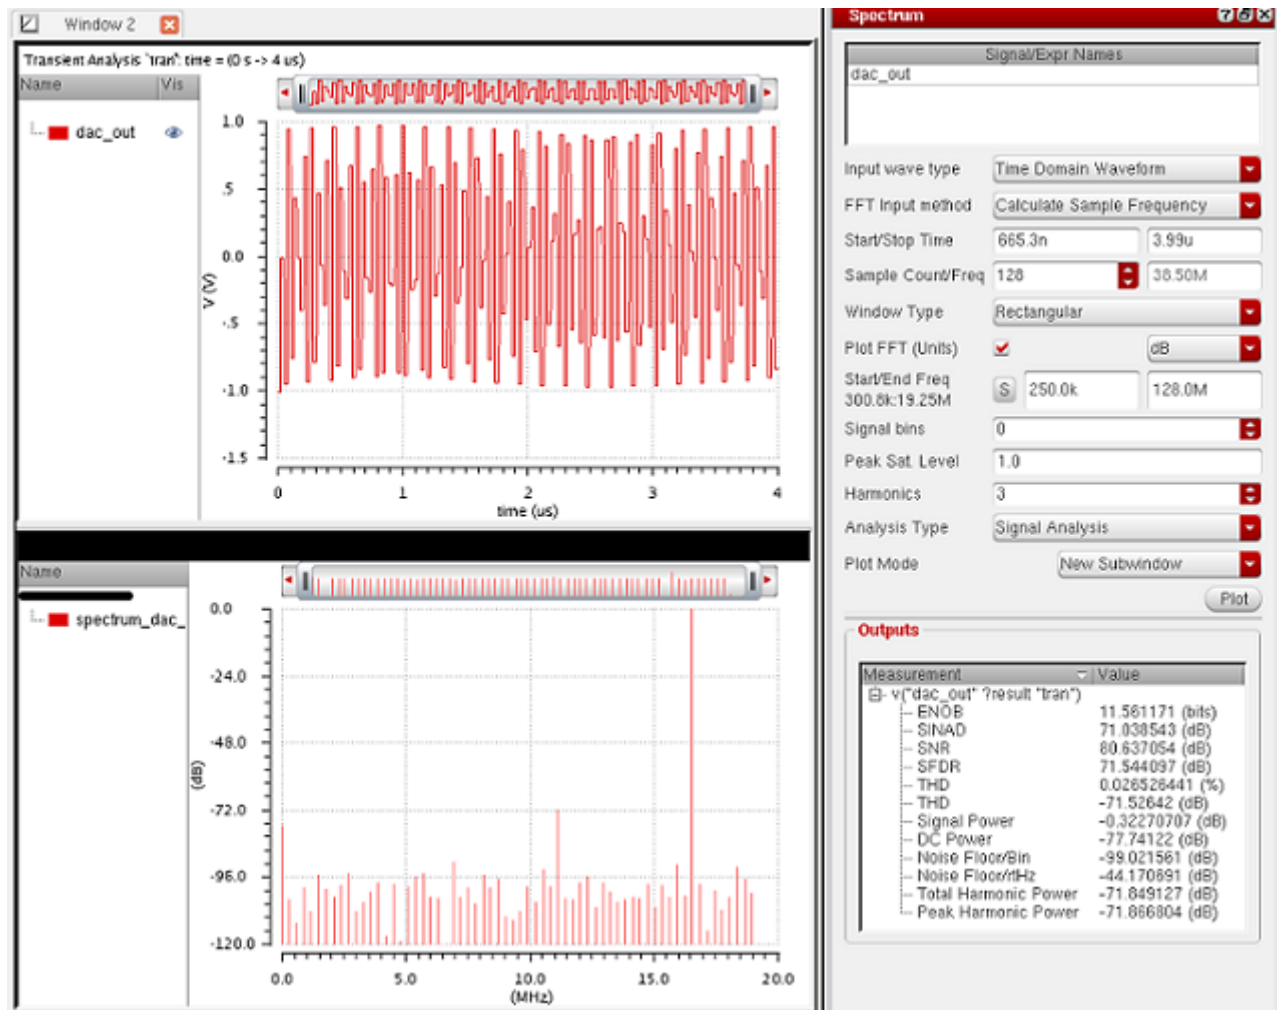 Window 2
Transient Analysis "tran": time = (0 s -> 4 us)
Name Vis
dac_out
1.0
.5
0.0
-.5
-1.0
-1.5
V (V)
0 1 2 3 4
time (us)
Name
spectrum_dac_
0.0
-24.0
-48.0
-72.0
-96.0
-120.0
(dB)
0.0 5.0 10.0 15.0 20.0
(MHz)
Spectrum
Signal/Expr Names
dac_out
Input wave type Time Domain Waveform
FFT Input method Calculate Sample Frequency
Start/Stop Time 665.3n 3.99u
Sample Count/Freq 128 38.50M
Window Type Rectangular
Plot FFT (Units) dB
Start/End Freq
300.8k:19.25M S 250.0k 128.0M
Signal bins 0
Peak Sat. Level 1.0
Harmonics 3
Analysis Type Signal Analysis
Plot Mode New Subwindow
Plot
Outputs
Measurement Value
v("dac_out" ?result "tran")
ENOB 11.561171 (bits)
SINAD 71.038543 (dB)
SNR 80.637054 (dB)
SFDR 71.544097 (dB)
THD 0.026526441 (%)
THD -71.52642 (dB)
Signal Power -0.32270707 (dB)
DC Power -77.74122 (dB)
Noise Floor/Bin -99.021561 (dB)
Noise Floor/rtHz -44.170691 (dB)
Total Harmonic Power -71.849127 (dB)
Peak Harmonic Power -71.866804 (dB)